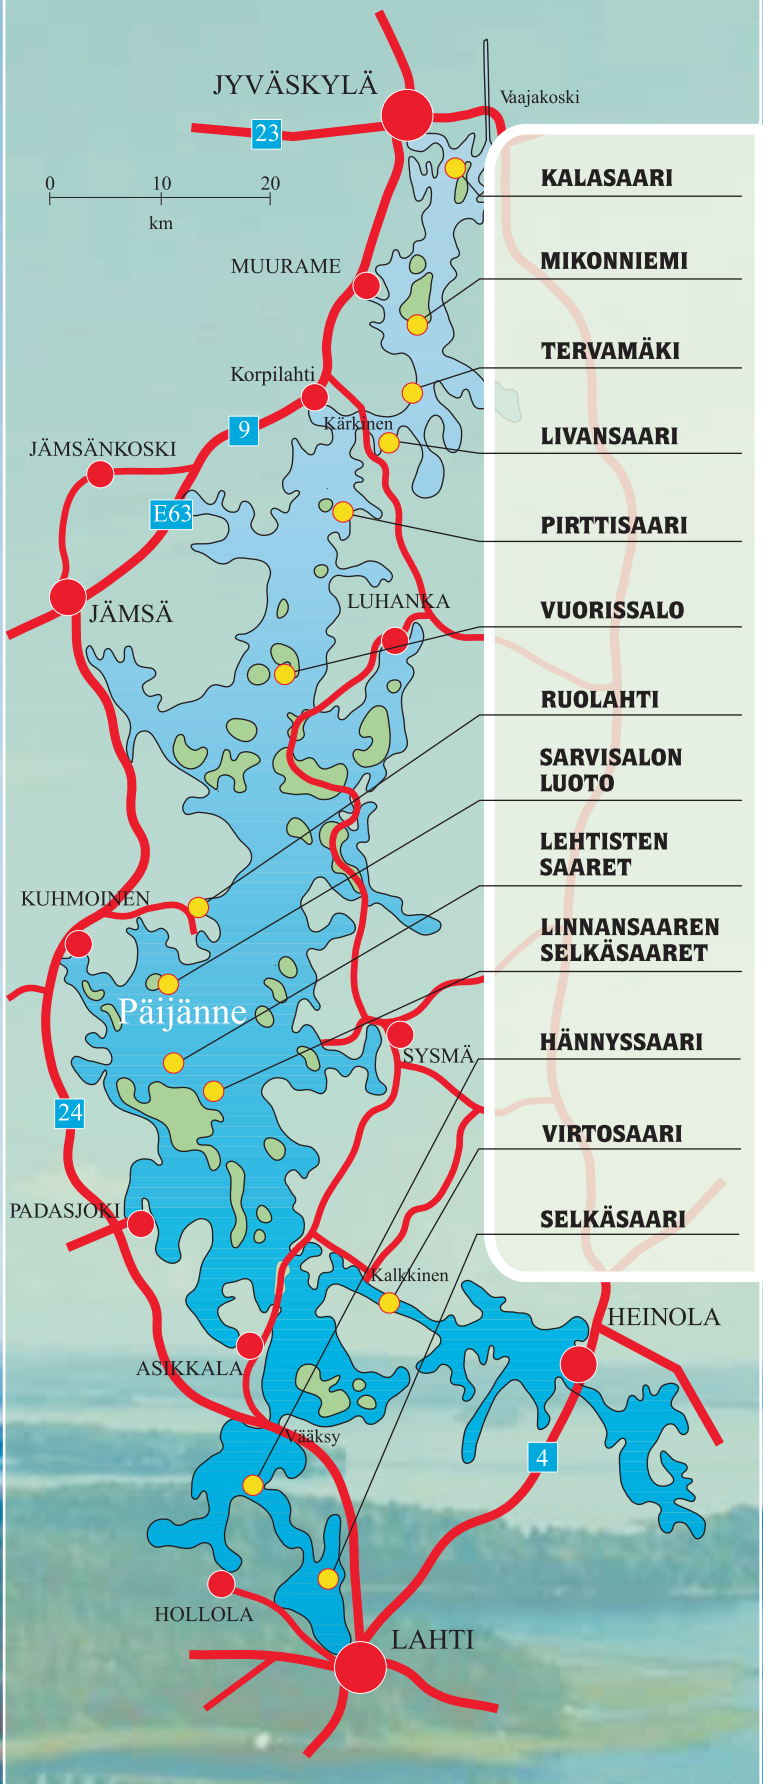 JYVÄSKYLÄ
Vaajakoski
23
KALASAARI
0 10 20
km
MIKONNIEMI
MUURAME
TERVAMÄKI
Korpilahti
Kärkinen
9
LIVANSAARI
JÄMSÄNKOSKI
E63
PIRTTISAARI
LUHANKA
JÄMSÄ
VUORISSALO
RUOLAHTI
SARVISALON
LUOTO
LEHTISTEN
SAARET
KUHMOINEN
LINNANSAAREN
SELKÄSAARET
Päijänne
SYSMÄ
HÄNNYSSAARI
24
VIRTOSAARI
PADASJOKI
SELKÄSAARI
Kalkkinen
HEINOLA
ASIKKALA
Vääksy
4
HOLLOLA
LAHTI